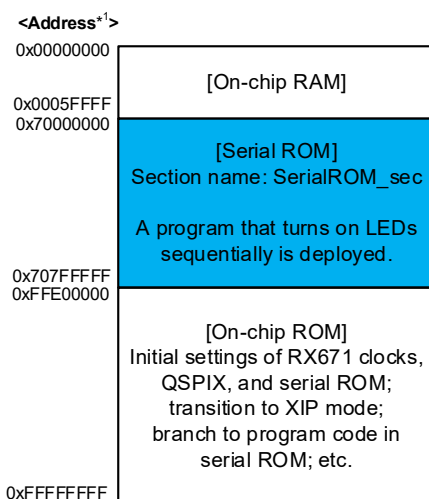 <Address*1>
0x00000000
[On-chip RAM]
0x0005FFFF
0x70000000
[Serial ROM]
Section name: SerialROM_sec
A program that turns on LEDs
sequentially is deployed.
0x707FFFFF
0xFFE00000
[On-chip ROM]
Initial settings of RX671 clocks,
QSPIX, and serial ROM;
transition to XIP mode;
branch to program code in
serial ROM; etc.
0xFFFFFFFF